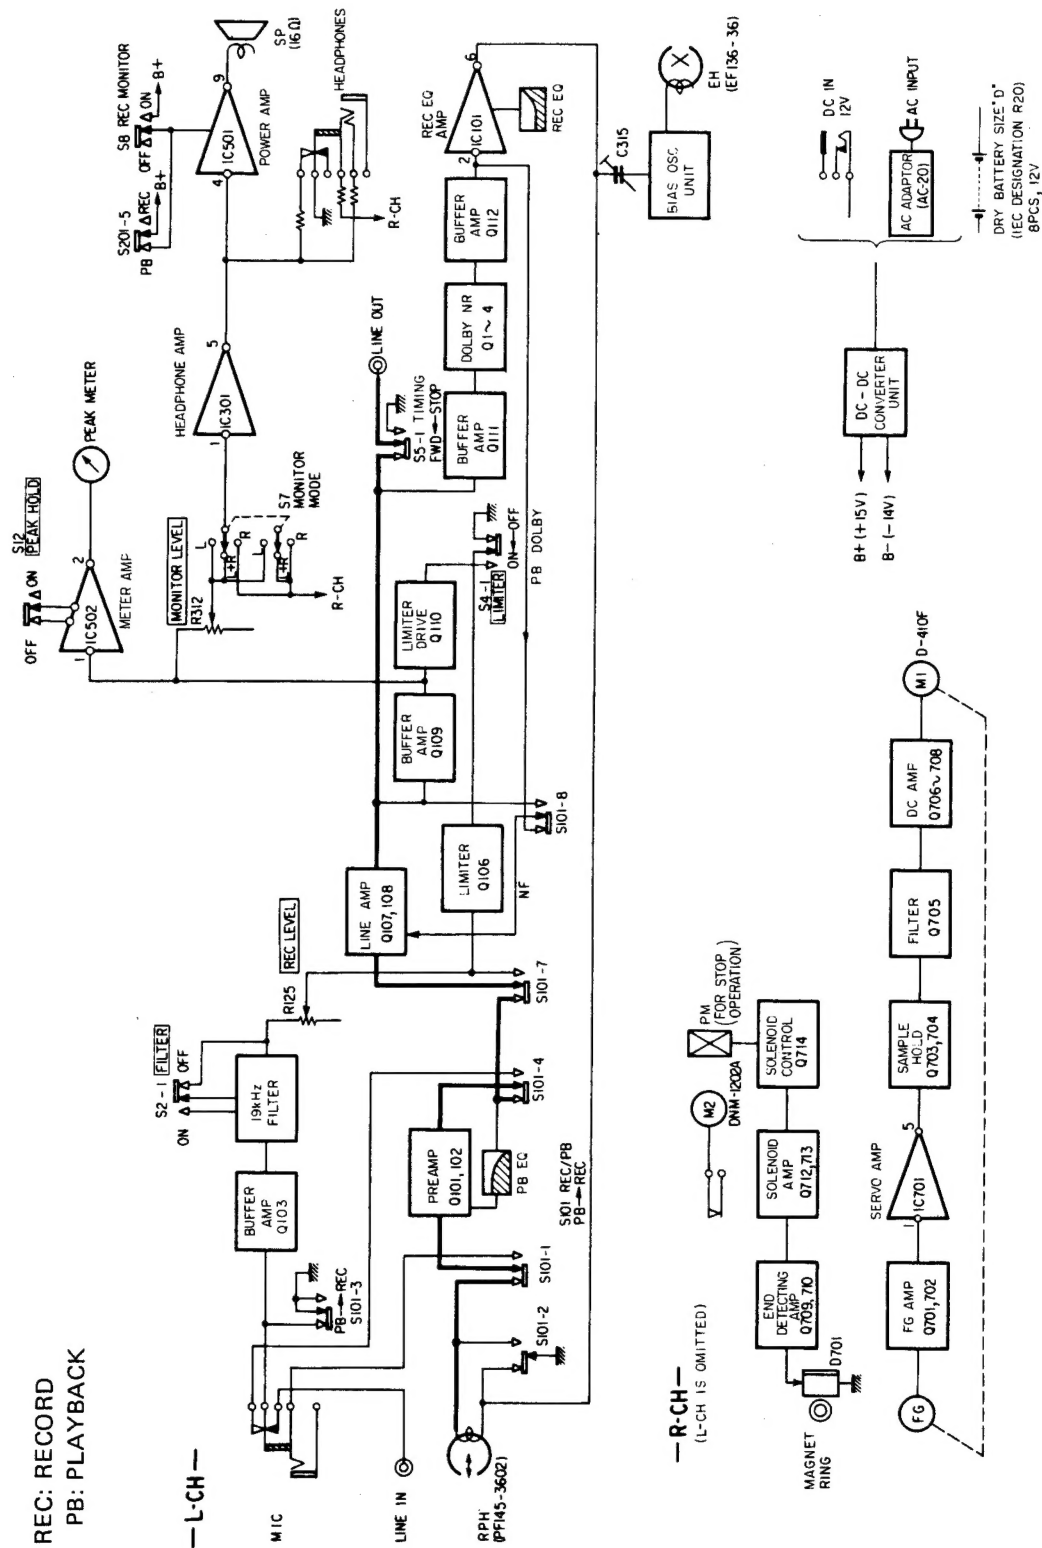 REC: RECORD
PB: PLAYBACK
—L-CH—
MIC
LINE IN
RPH
(PF145-3602)
PB → REC
S101-3
BUFFER
AMP
Q103
S2-1 FILTER
ON
OFF
19kHz
FILTER
R125
REC LEVEL
S101-2
S101-1
PREAMP
Q101, 102
PB EQ
S101-4
S101 REC/PB
PB → REC
S101-7
LINE AMP
Q107, 108
LIMITER
Q106
NF
S101-8
BUFFER
AMP
Q109
LIMITER
DRIVE
Q110
S4-1
LIMITER
ON ← OFF
PB DOLBY
S12
PEAK HOLD
OFF
ON
1
IC502
2
METER AMP
PEAK METER
MONITOR LEVEL
R312
L
L+R
R
L
L+R
R
S7
MONITOR
MODE
R-CH
HEADPHONE AMP
1
IC301
5
S5-1 TIMING
FWD ← STOP
LINE OUT
BUFFER
AMP
Q111
DOLBY NR
Q1~4
BUFFER
AMP
Q112
REC EQ
AMP
2
IC101
6
REC EQ
S201-5
PB
REC
B+
S8 REC MONITOR
OFF
ON
B+
4
IC501
9
POWER AMP
SP
(16Ω)
HEADPHONES
R-CH
C315
BIAS OSC
UNIT
EH
(EF136-36)
—R-CH—
(L-CH IS OMITTED)
MAGNET
RING
D701
END
DETECTING
AMP
Q709, 710
SOLENOID
AMP
Q712, 713
SOLENOID
CONTROL
Q714
M2
DNM-1202A
PM
(FOR STOP
OPERATION)
FG
FG AMP
Q701, 702
SERVO AMP
1
IC701
5
SAMPLE
HOLD
Q703, 704
FILTER
Q705
DC AMP
Q706~708
M1
D-410F
B+ (+15V)
B- (-14V)
DC-DC
CONVERTER
UNIT
DC IN
12V
AC ADAPTOR
(AC-20)
AC INPUT
DRY BATTERY SIZE "D"
(IEC DESIGNATION R20)
8PCS, 12V